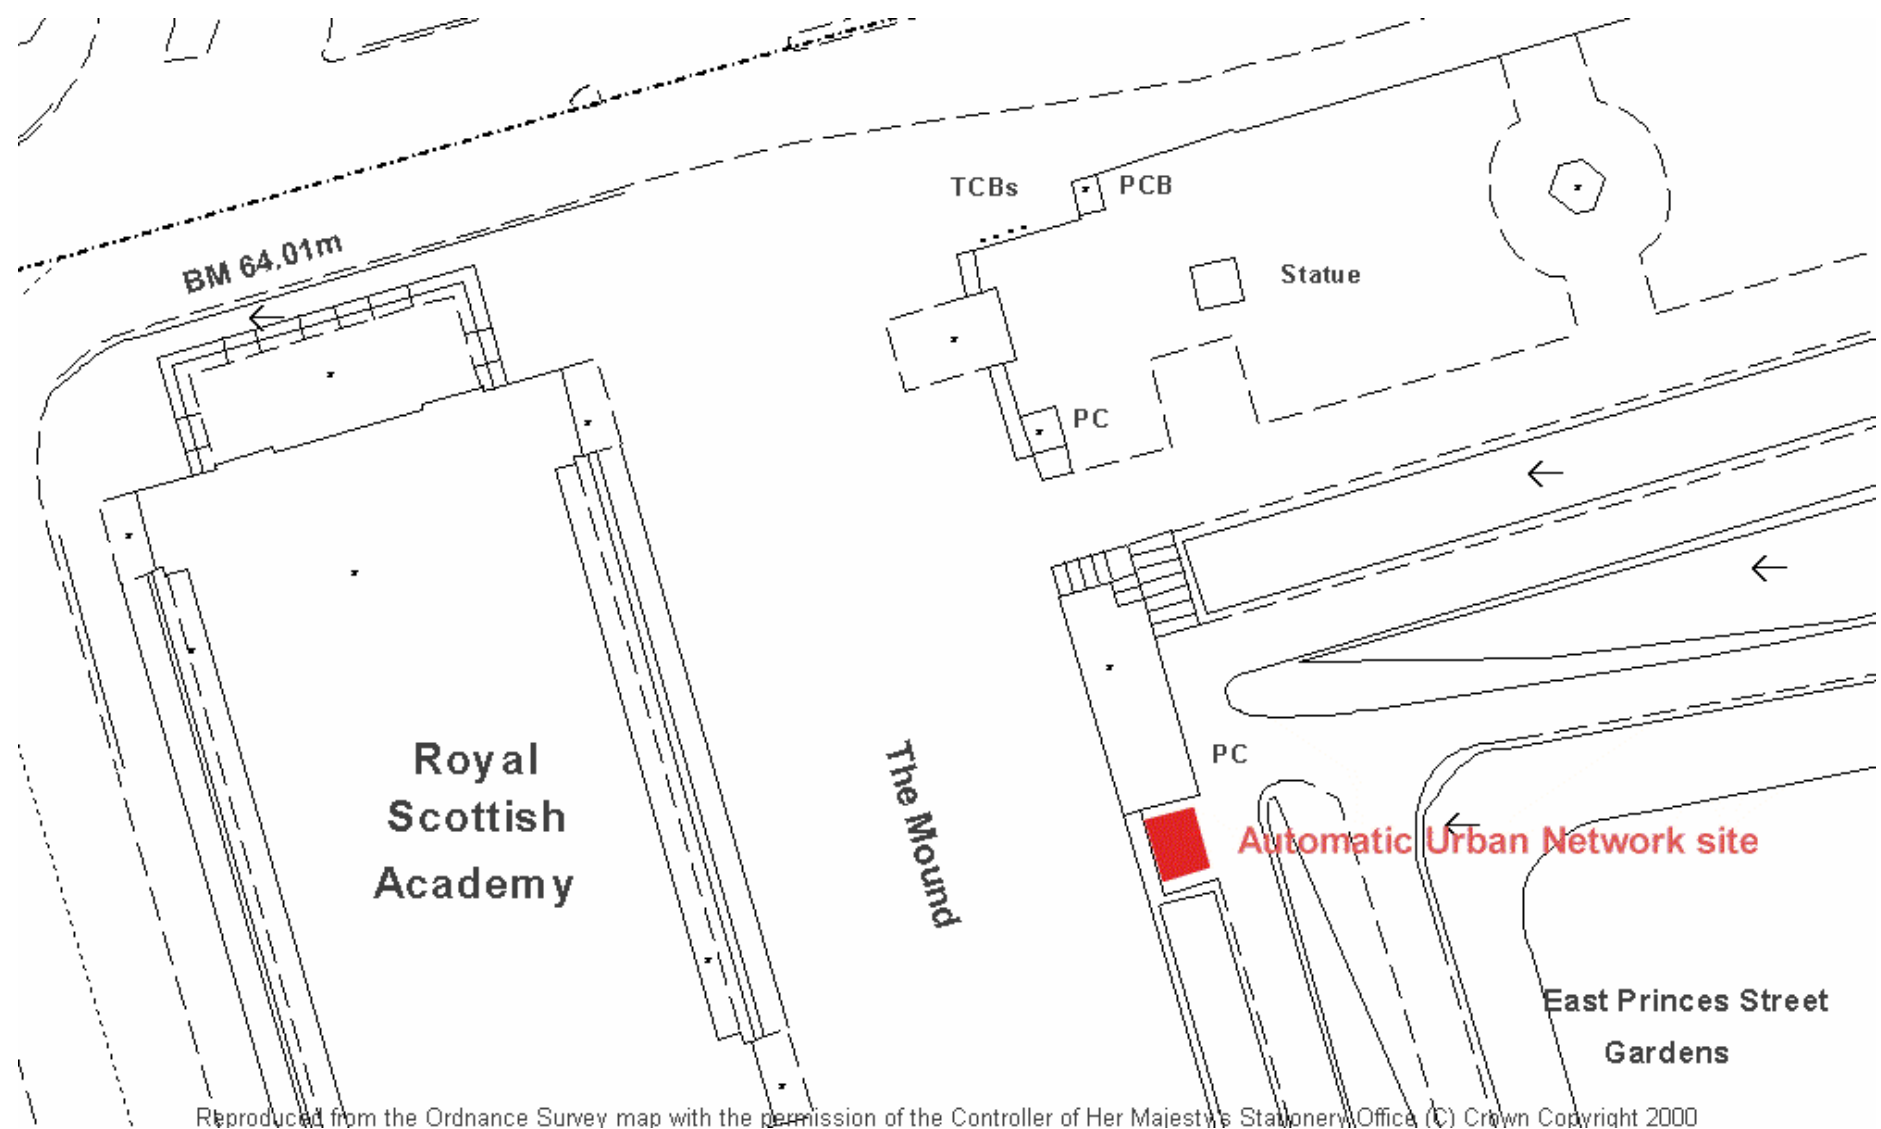 TCBs
PCB
BM 64.01m
Statue
PC
Royal
Scottish
Academy
The Mound
PC
Automatic Urban Network site
East Princes Street
Gardens
Reproduced from the Ordnance Survey map with the permission of the Controller of Her Majesty's Stationery Office (C) Crown Copyright 2000